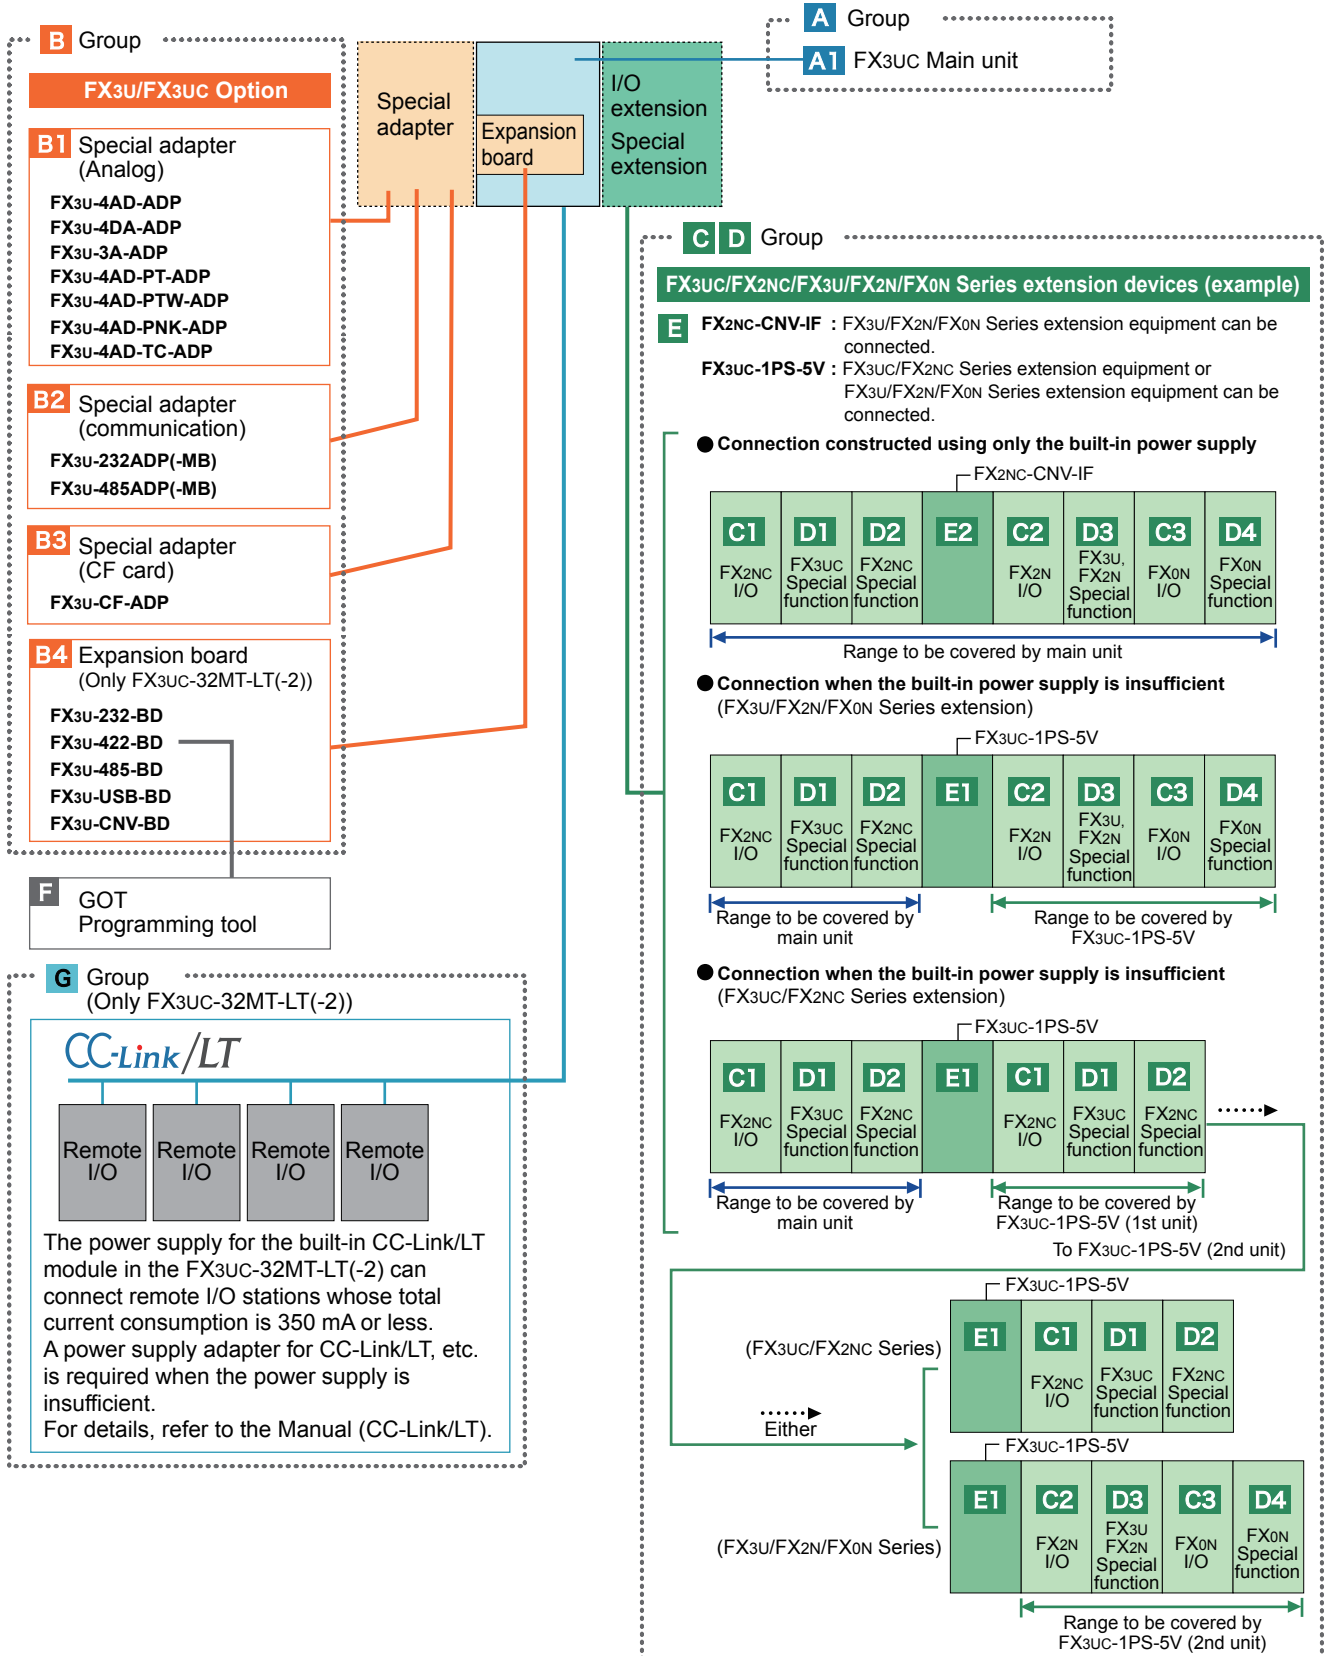 A Group
A1 FX3UC Main unit
B Group
FX3U/FX3UC Option
B1 Special adapter
(Analog)
FX3U-4AD-ADP
FX3U-4DA-ADP
FX3U-3A-ADP
FX3U-4AD-PT-ADP
FX3U-4AD-PTW-ADP
FX3U-4AD-PNK-ADP
FX3U-4AD-TC-ADP
B2 Special adapter
(communication)
FX3U-232ADP(-MB)
FX3U-485ADP(-MB)
B3 Special adapter
(CF card)
FX3U-CF-ADP
B4 Expansion board
(Only FX3UC-32MT-LT(-2))
FX3U-232-BD
FX3U-422-BD
FX3U-485-BD
FX3U-USB-BD
FX3U-CNV-BD
F GOT
Programming tool
Special
adapter
Expansion
board
I/O
extension
Special
extension
G Group
(Only FX3UC-32MT-LT(-2))
CC-Link/LT
Remote
I/O
Remote
I/O
Remote
I/O
Remote
I/O
The power supply for the built-in CC-Link/LT
module in the FX3UC-32MT-LT(-2) can
connect remote I/O stations whose total
current consumption is 350 mA or less.
A power supply adapter for CC-Link/LT, etc.
is required when the power supply is
insufficient.
For details, refer to the Manual (CC-Link/LT).
C D Group
FX3UC/FX2NC/FX3U/FX2N/FX0N Series extension devices (example)
E FX2NC-CNV-IF : FX3U/FX2N/FX0N Series extension equipment can be
connected.
FX3UC-1PS-5V : FX3UC/FX2NC Series extension equipment or
FX3U/FX2N/FX0N Series extension equipment can be
connected.
● Connection constructed using only the built-in power supply
FX2NC-CNV-IF
C1 D1 D2 E2 C2 D3 C3 D4
FX2NC
I/O
FX3UC
Special
function
FX2NC
Special
function
FX2N
I/O
FX3U,
FX2N
Special
function
FX0N
I/O
FX0N
Special
function
Range to be covered by main unit
● Connection when the built-in power supply is insufficient
(FX3U/FX2N/FX0N Series extension)
FX3UC-1PS-5V
C1 D1 D2 E1 C2 D3 C3 D4
FX2NC
I/O
FX3UC
Special
function
FX2NC
Special
function
FX2N
I/O
FX3U,
FX2N
Special
function
FX0N
I/O
FX0N
Special
function
Range to be covered by
main unit
Range to be covered by
FX3UC-1PS-5V
● Connection when the built-in power supply is insufficient
(FX3UC/FX2NC Series extension)
FX3UC-1PS-5V
C1 D1 D2 E1 C1 D1 D2
FX2NC
I/O
FX3UC
Special
function
FX2NC
Special
function
FX2NC
I/O
FX3UC
Special
function
FX2NC
Special
function
Range to be covered by
main unit
Range to be covered by
FX3UC-1PS-5V (1st unit)
To FX3UC-1PS-5V (2nd unit)
FX3UC-1PS-5V
(FX3UC/FX2NC Series)
E1 C1 D1 D2
FX2NC
I/O
FX3UC
Special
function
FX2NC
Special
function
Either
FX3UC-1PS-5V
E1 C2 D3 C3 D4
(FX3U/FX2N/FX0N Series)
FX2N
I/O
FX3U
FX2N
Special
function
FX0N
I/O
FX0N
Special
function
Range to be covered by
FX3UC-1PS-5V (2nd unit)